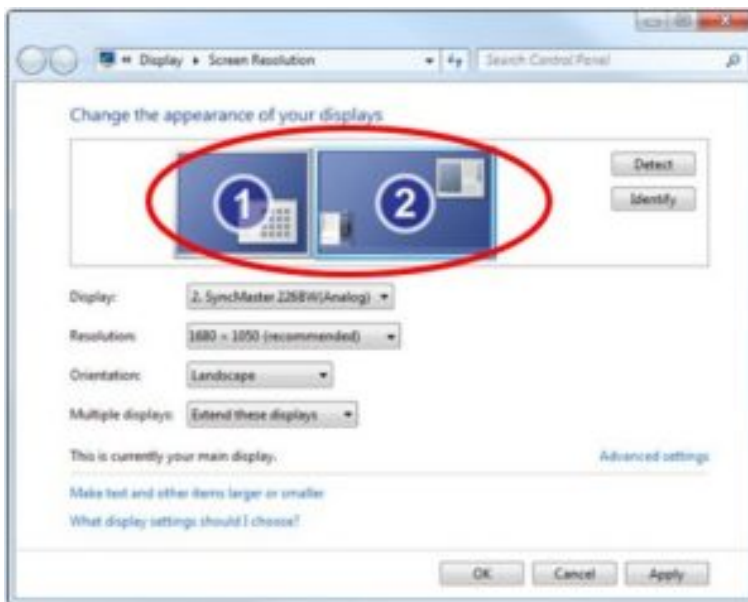 « Display ▸ Screen Resolution Search Control Panel
Change the appearance of your displays
1 2
Detect
Identify
Display: 2. SyncMaster 226BW(Analog)
Resolution: 1680 × 1050 (recommended)
Orientation: Landscape
Multiple displays: Extend these displays
This is currently your main display. Advanced settings
Make text and other items larger or smaller
What display settings should I choose?
OK Cancel Apply